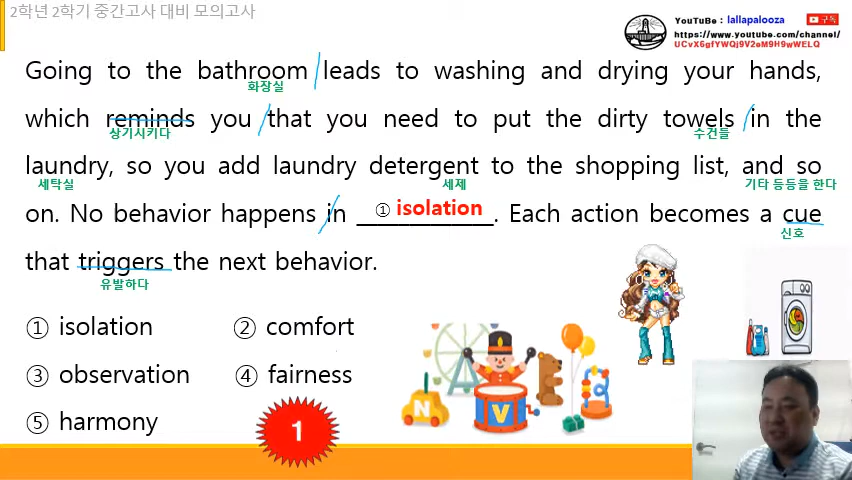 2학년 2학기 중간고사 대비 모의고사
YouTuBe : lallapalooza 구독
https://www.youtube.com/channel/
UCvX6gfYWQj9V2eM9H9wWELQ
Going to the bathroom leads to washing and drying your hands,
화장실
which reminds you that you need to put the dirty towels in the
상기시키다 수건들
laundry, so you add laundry detergent to the shopping list, and so
세탁실 세제 기타 등등을 한다
on. No behavior happens in ① isolation. Each action becomes a cue
신호
that triggers the next behavior.
유발하다
① isolation ② comfort
③ observation ④ fairness
⑤ harmony
N V
1